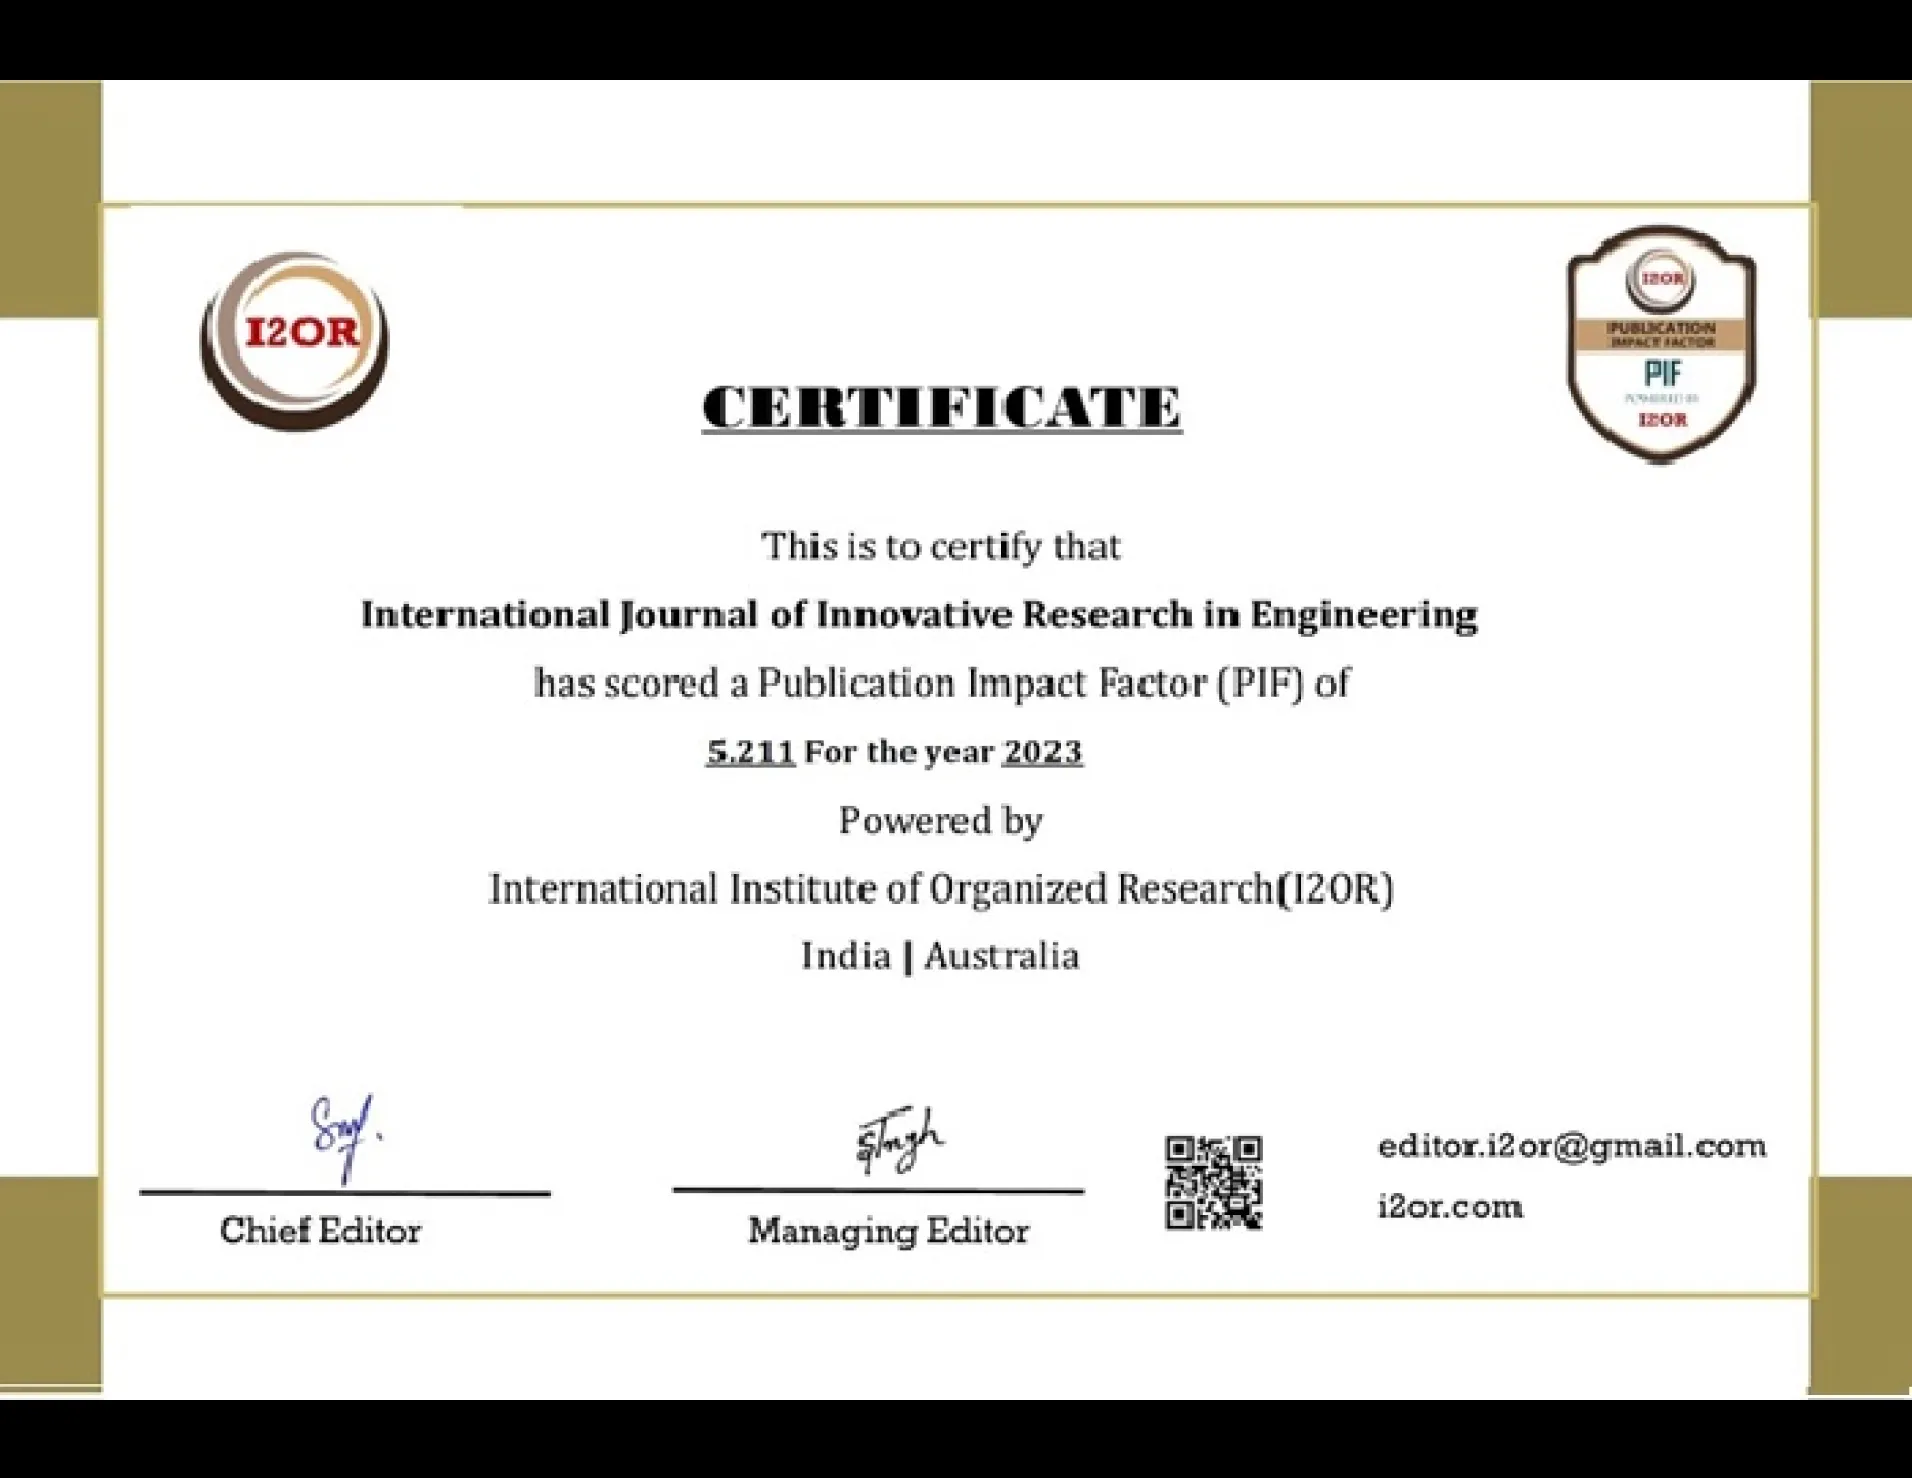 I2OR
I2OR
PUBLICATION
IMPACT FACTOR
PIF
POWERED BY
I2OR
CERTIFICATE
This is to certify that
International Journal of Innovative Research in Engineering
has scored a Publication Impact Factor (PIF) of
5.211 For the year 2023
Powered by
International Institute of Organized Research(I2OR)
India | Australia
Chief Editor
Managing Editor
editor.i2or@gmail.com
i2or.com